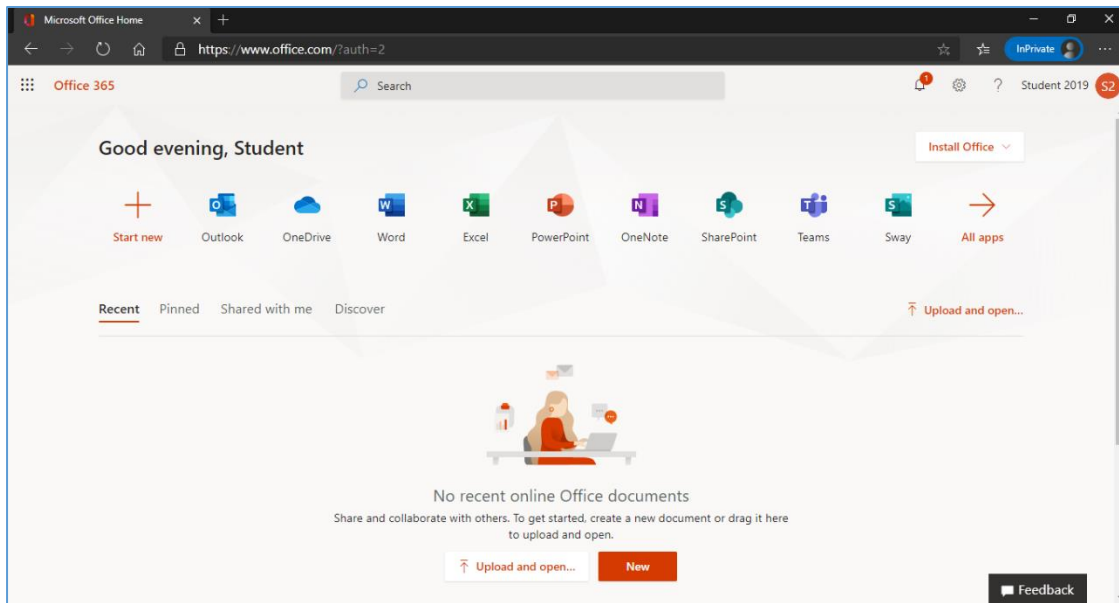 Microsoft Office Home
https://www.office.com/?auth=2
InPrivate
Office 365
Search
1
?
Student 2019
S2
Good evening, Student
Install Office
Start new
Outlook
OneDrive
Word
Excel
PowerPoint
OneNote
SharePoint
Teams
Sway
All apps
Recent Pinned Shared with me Discover
Upload and open...
No recent online Office documents
Share and collaborate with others. To get started, create a new document or drag it here
to upload and open.
Upload and open...
New
Feedback